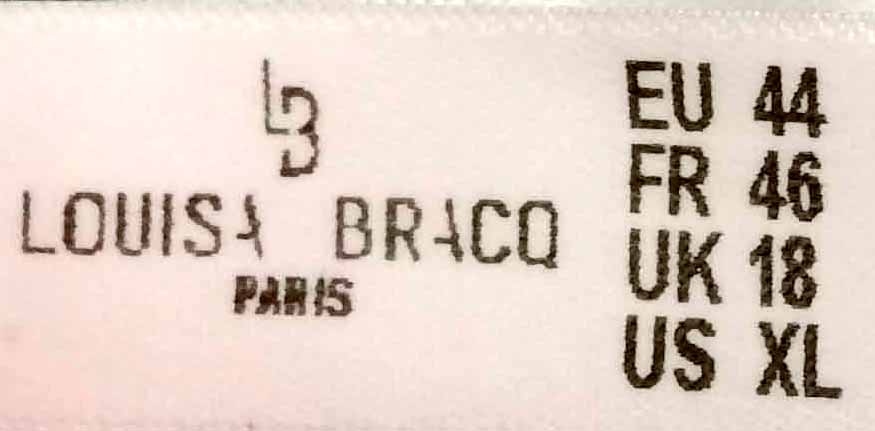 LB
LOUISA BRACQ
PARIS
EU 44
FR 46
UK 18
US XL